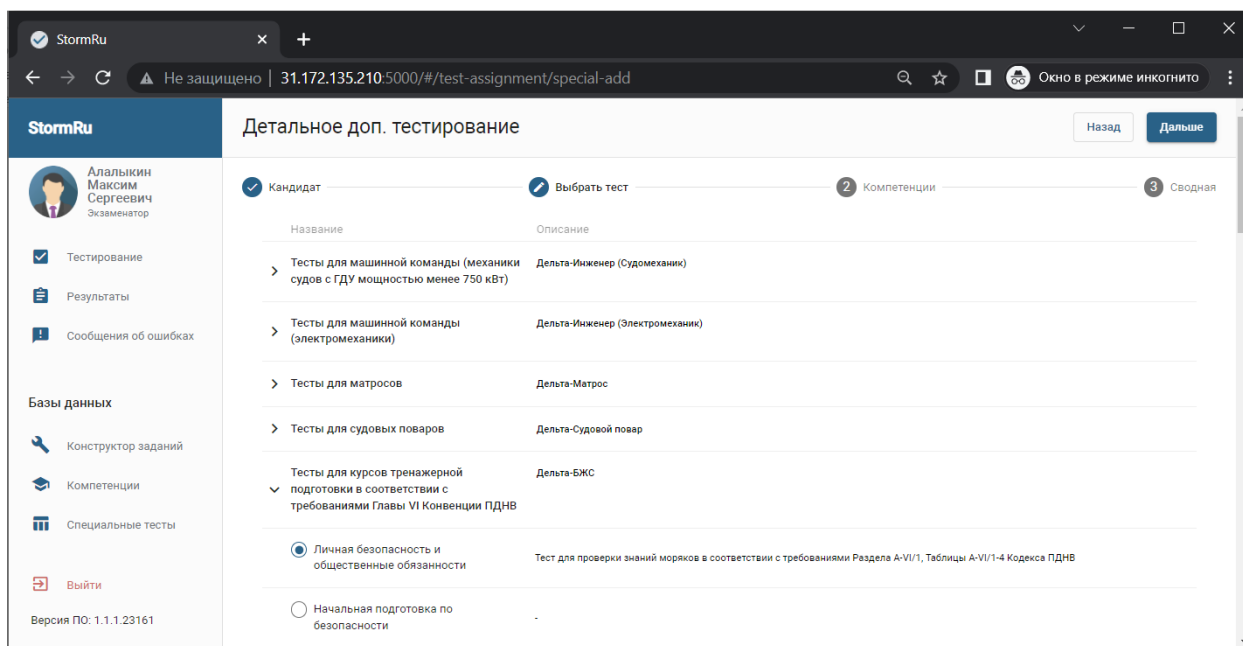 StormRu
Не защищено | 31.172.135.210:5000/#/test-assignment/special-add
Окно в режиме инкогнито
StormRu
Детальное доп. тестирование
Назад
Дальше
Алалыкин
Максим
Сергеевич
Экзаменатор
Тестирование
Результаты
Сообщения об ошибках
Базы данных
Конструктор заданий
Компетенции
Специальные тесты
Выйти
Версия ПО: 1.1.1.23161
Кандидат
Выбрать тест
2 Компетенции
3 Сводная
Название
Описание
Тесты для машинной команды (механики
судов с ГДУ мощностью менее 750 кВт)
Дельта-Инженер (Судомеханик)
Тесты для машинной команды
(электромеханики)
Дельта-Инженер (Электромеханик)
Тесты для матросов
Дельта-Матрос
Тесты для судовых поваров
Дельта-Судовой повар
Тесты для курсов тренажерной
подготовки в соответствии с
требованиями Главы VI Конвенции ПДНВ
Дельта-БЖС
Личная безопасность и
общественные обязанности
Тест для проверки знаний моряков в соответствии с требованиями Раздела A-VI/1, Таблицы A-VI/1-4 Кодекса ПДНВ
Начальная подготовка по
безопасности
-